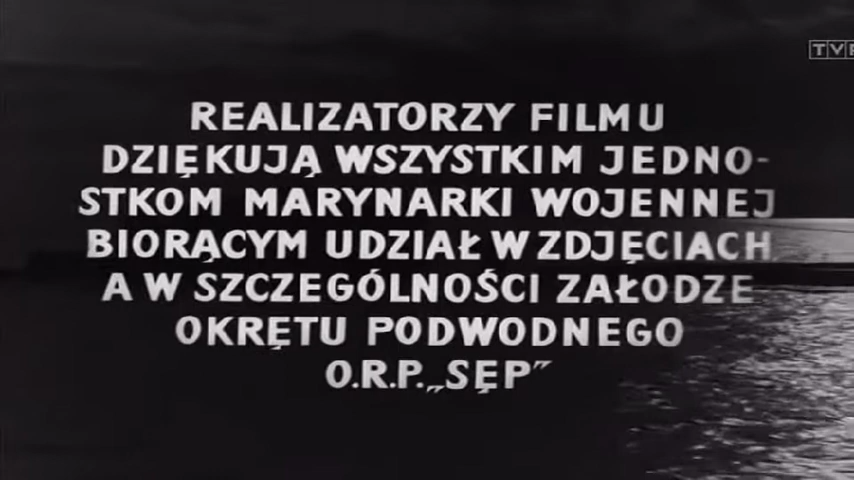 TVP
REALIZATORZY FILMU
DZIĘKUJĄ WSZYSTKIM JEDNO-
STKOM MARYNARKI WOJENNEJ
BIORĄCYM UDZIAŁ W ZDJĘCIACH
A W SZCZEGÓLNOŚCI ZAŁODZE
OKRĘTU PODWODNEGO
O.R.P. „SĘP"